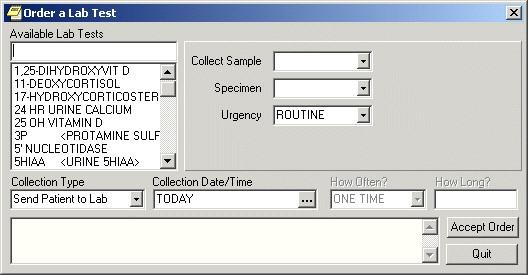 Order a Lab Test
Available Lab Tests
1,25-DIHYDROXYVIT D
11-DEOXYCORTISOL
17-HYDROXYCORTICOSTER
24 HR URINE CALCIUM
25 OH VITAMIN D
3P <PROTAMINE SULF
5' NUCLEOTIDASE
5HIAA <URINE 5HIAA>
Collect Sample
Specimen
Urgency ROUTINE
Collection Type Collection Date/Time How Often? How Long?
Send Patient to Lab TODAY ... ONE TIME
Accept Order
Quit